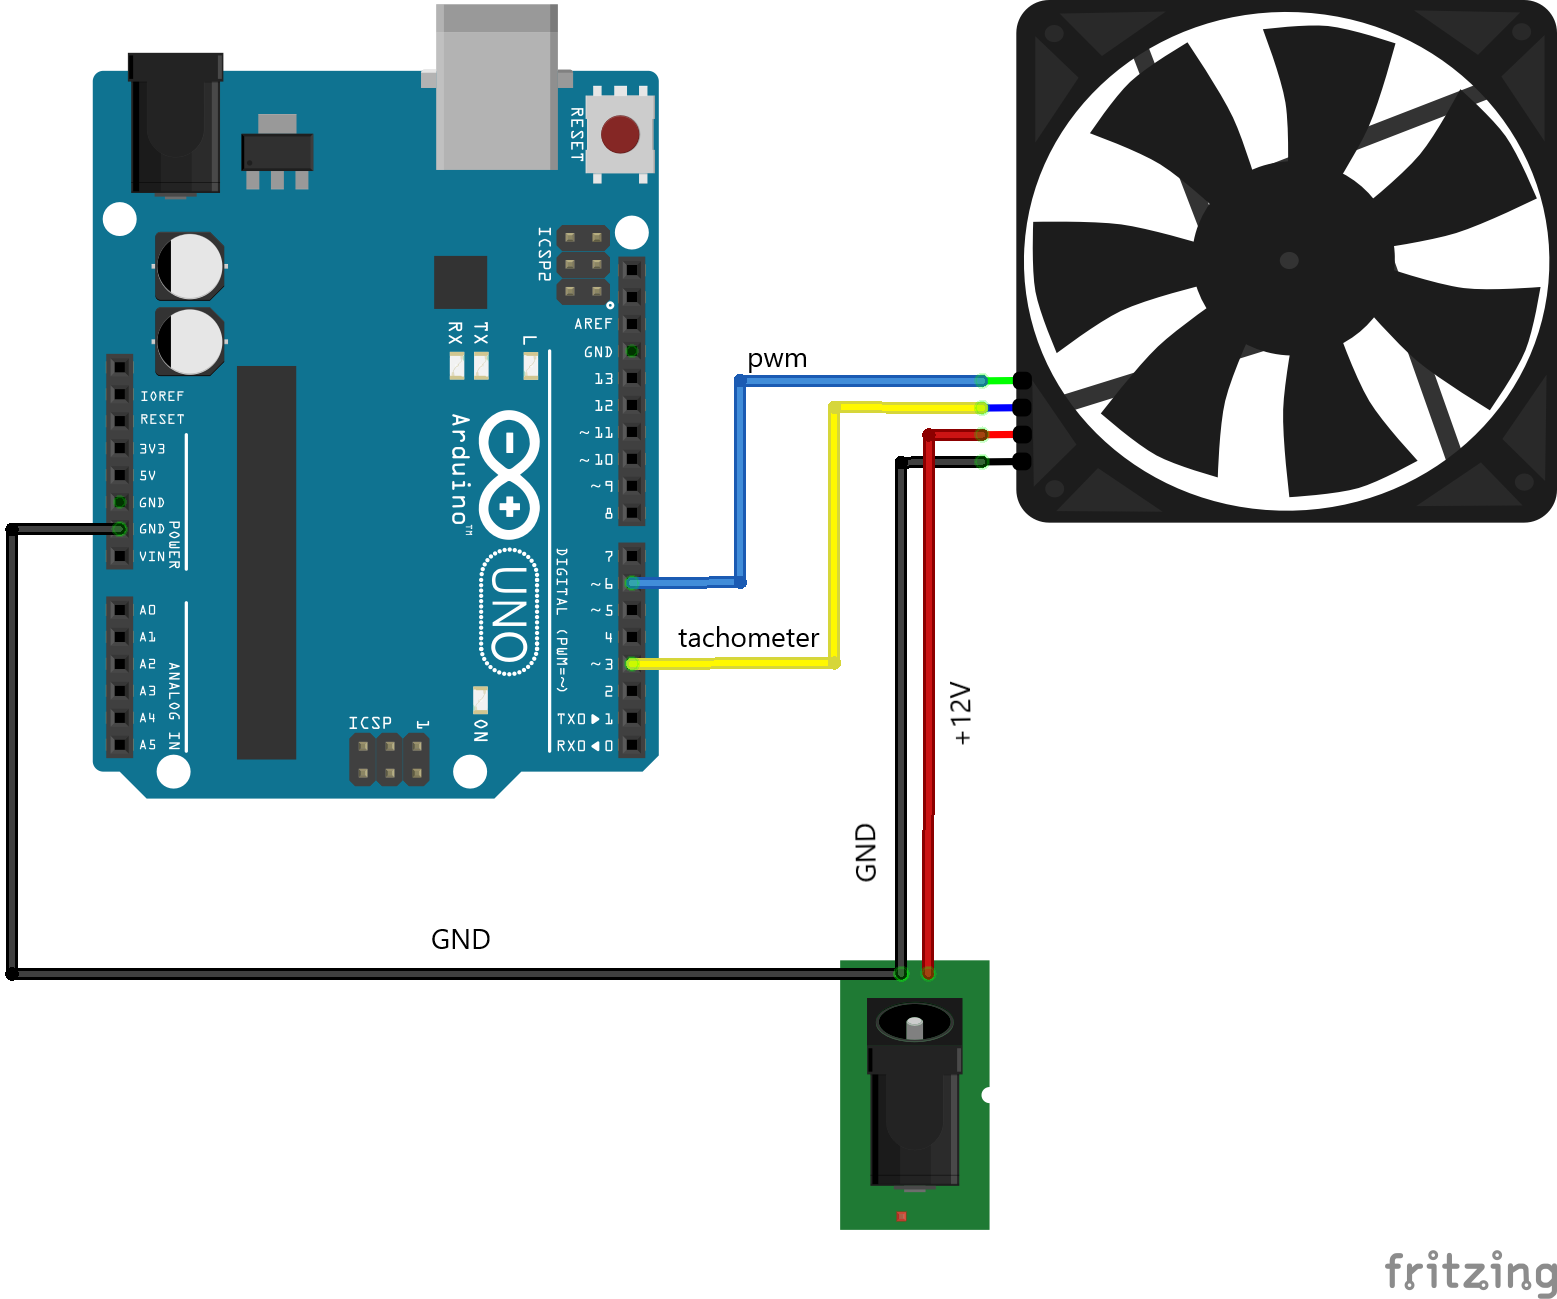 RESET
ICSP2
AREF
GND
13
12
~11
~10
~9
8
RX
TX
L
IOREF
RESET
3V3
5V
GND
GND
VIN
POWER
Arduino™
UNO
DIGITAL (PWM=~)
7
~6
~5
4
~3
2
TX0▶1
RX0◀0
A0
A1
A2
A3
A4
A5
ANALOG IN
ICSP
1
ON
pwm
tachometer
+12V
GND
GND
fritzing